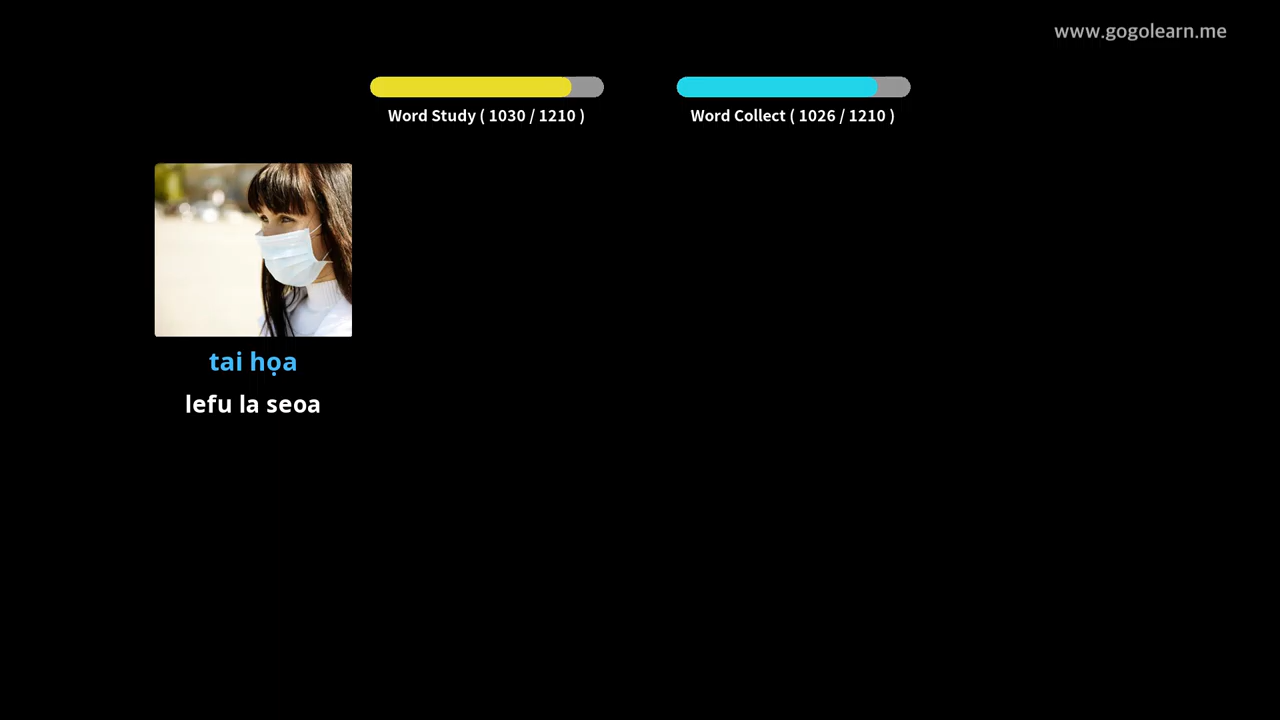 www.gogolearn.me
Word Study ( 1030 / 1210 )
Word Collect ( 1026 / 1210 )
tai họa
lefu la seoa